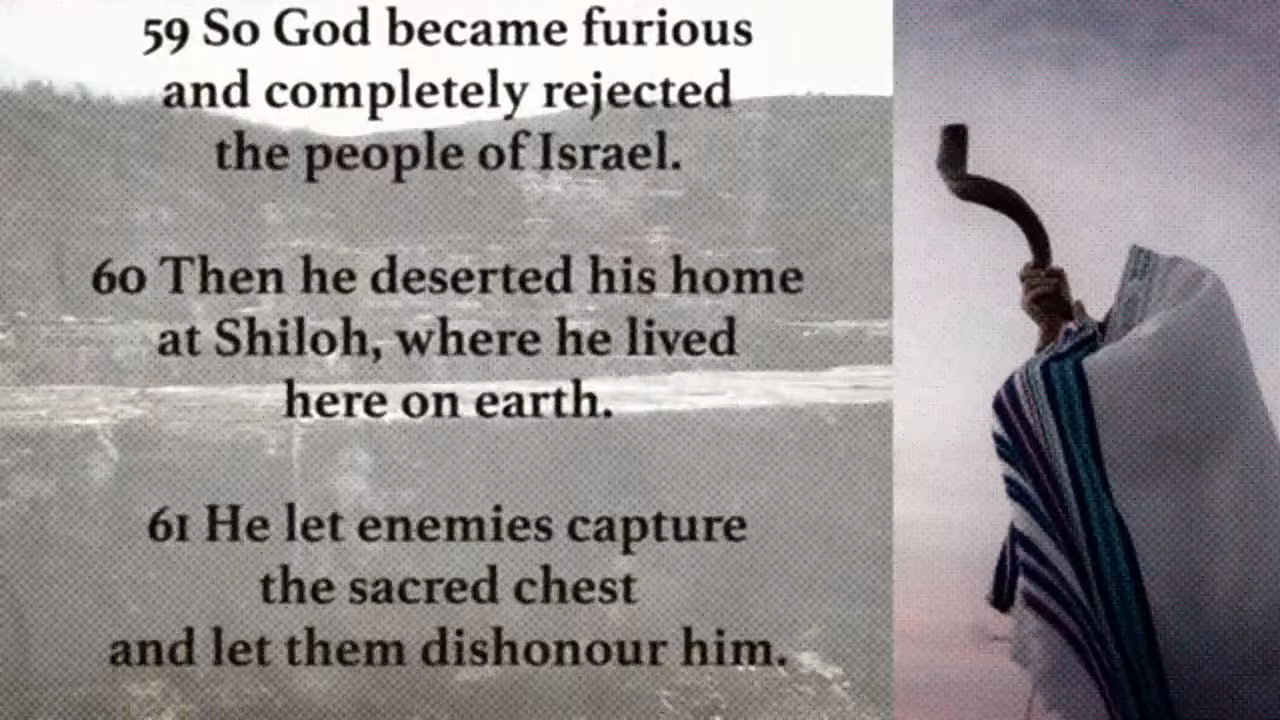 59 So God became furious
and completely rejected
the people of Israel.
60 Then he deserted his home
at Shiloh, where he lived
here on earth.
61 He let enemies capture
the sacred chest
and let them dishonour him.